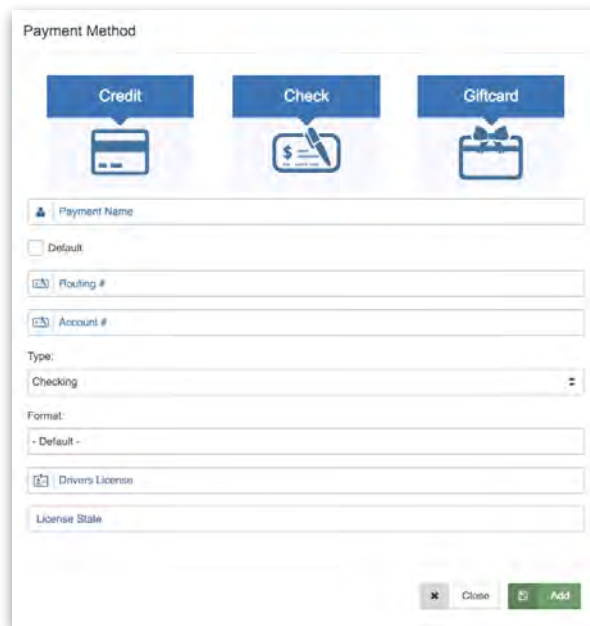 Payment Method
Credit
Check
Giftcard
$
Payment Name
Default
Routing #
Account #
Type:
Checking
Format:
- Default -
Drivers License
License State
Close
Add